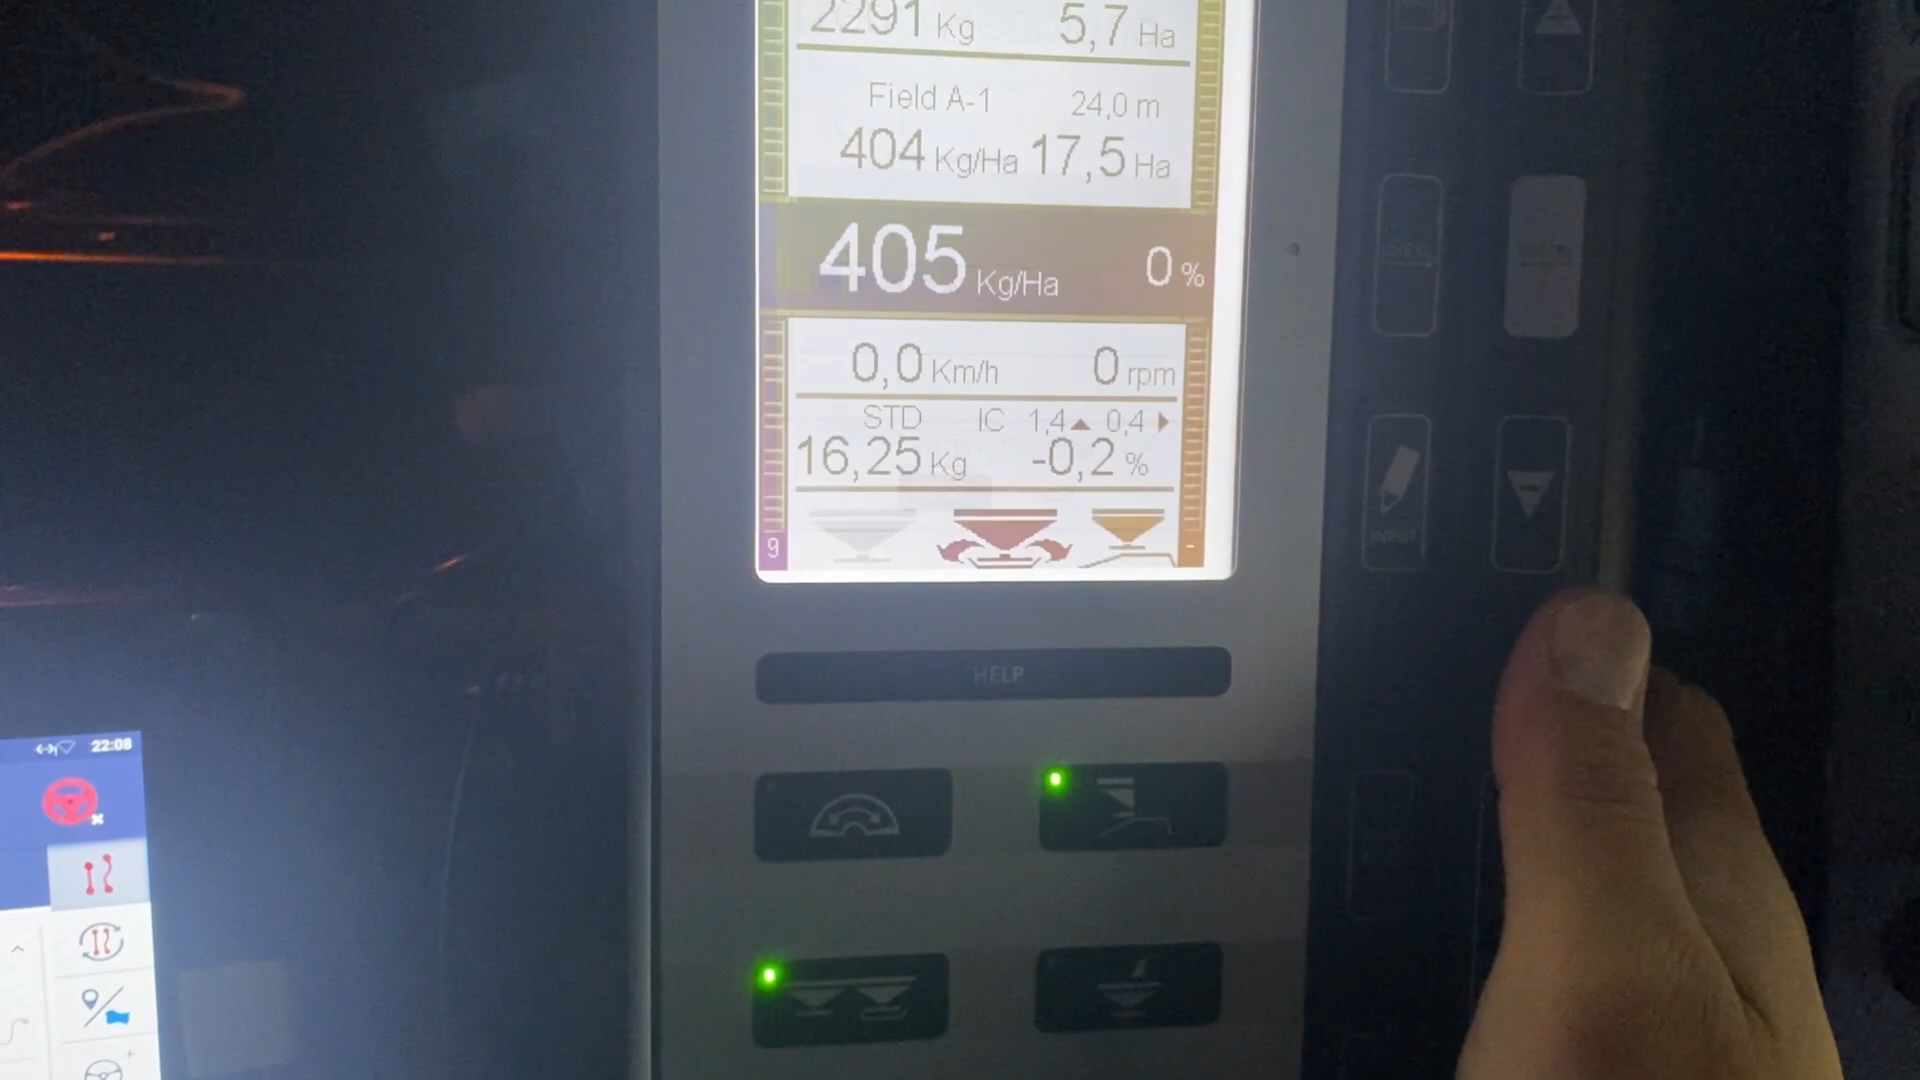 2291 Kg 5,7 Ha
Field A-1 24,0 m
404 Kg/Ha 17,5 Ha
405 Kg/Ha 0 %
0,0 Km/h 0 rpm
STD IC 1,4 0,4
16,25 Kg -0,2 %
9 -
HELP
INPUT
22:08